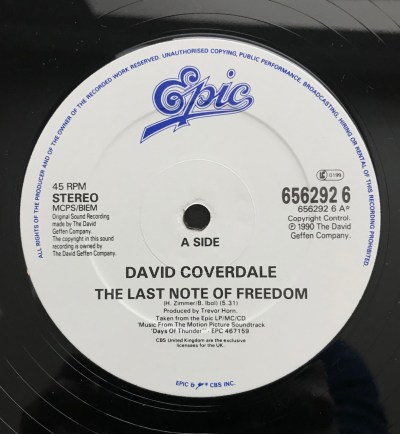 ALL RIGHTS OF THE PRODUCER AND OF THE OWNER OF THE RECORDED WORK RESERVED. UNAUTHORISED COPYING, PUBLIC PERFORMANCE, BROADCASTING, HIRING OR RENTAL OF THIS RECORDING PROHIBITED.
Epic
45 RPM
STEREO
MCPS/BIEM
Original Sound Recording
made by The David
Geffen Company.
The copyright in this sound
recording is owned by
The David Geffen Company.
A SIDE
0199
656292 6
656292 6 A°
Copyright Control.
℗ 1990 The David
Geffen Company.
DAVID COVERDALE
THE LAST NOTE OF FREEDOM
(H. Zimmer/B. Idol) (5.31)
Produced by Trevor Horn.
Taken from the Epic LP/MC/CD
'Music From The Motion Picture Soundtrack
'Days Of Thunder' - EPC 467159
CBS United Kingdom are the exclusive
licensees for the UK
EPIC & CBS INC.